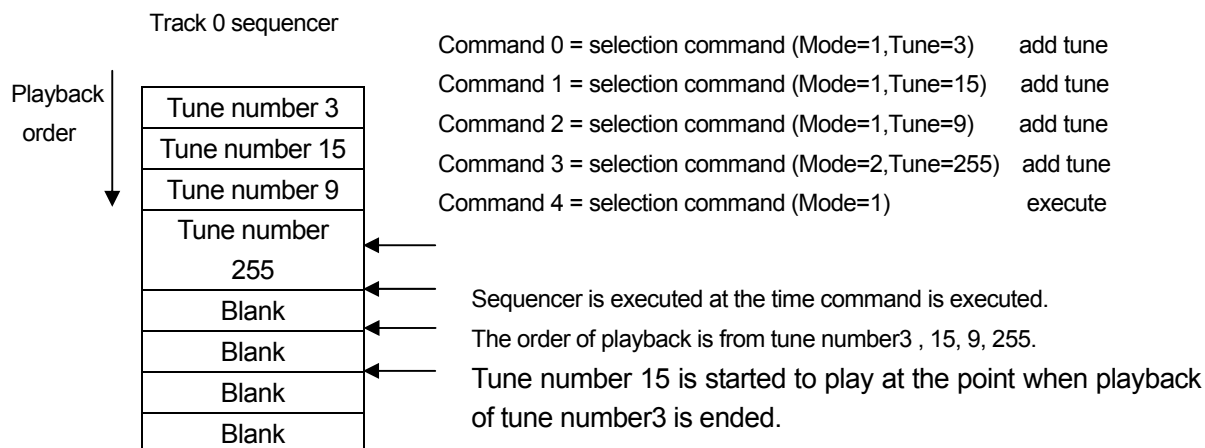 Track 0 sequencer
Playback
order
Tune number 3
Tune number 15
Tune number 9
Tune number
255
Blank
Blank
Blank
Blank
Command 0 = selection command (Mode=1,Tune=3) add tune
Command 1 = selection command (Mode=1,Tune=15) add tune
Command 2 = selection command (Mode=1,Tune=9) add tune
Command 3 = selection command (Mode=2,Tune=255) add tune
Command 4 = selection command (Mode=1) execute
Sequencer is executed at the time command is executed.
The order of playback is from tune number3 , 15, 9, 255.
Tune number 15 is started to play at the point when playback
of tune number3 is ended.